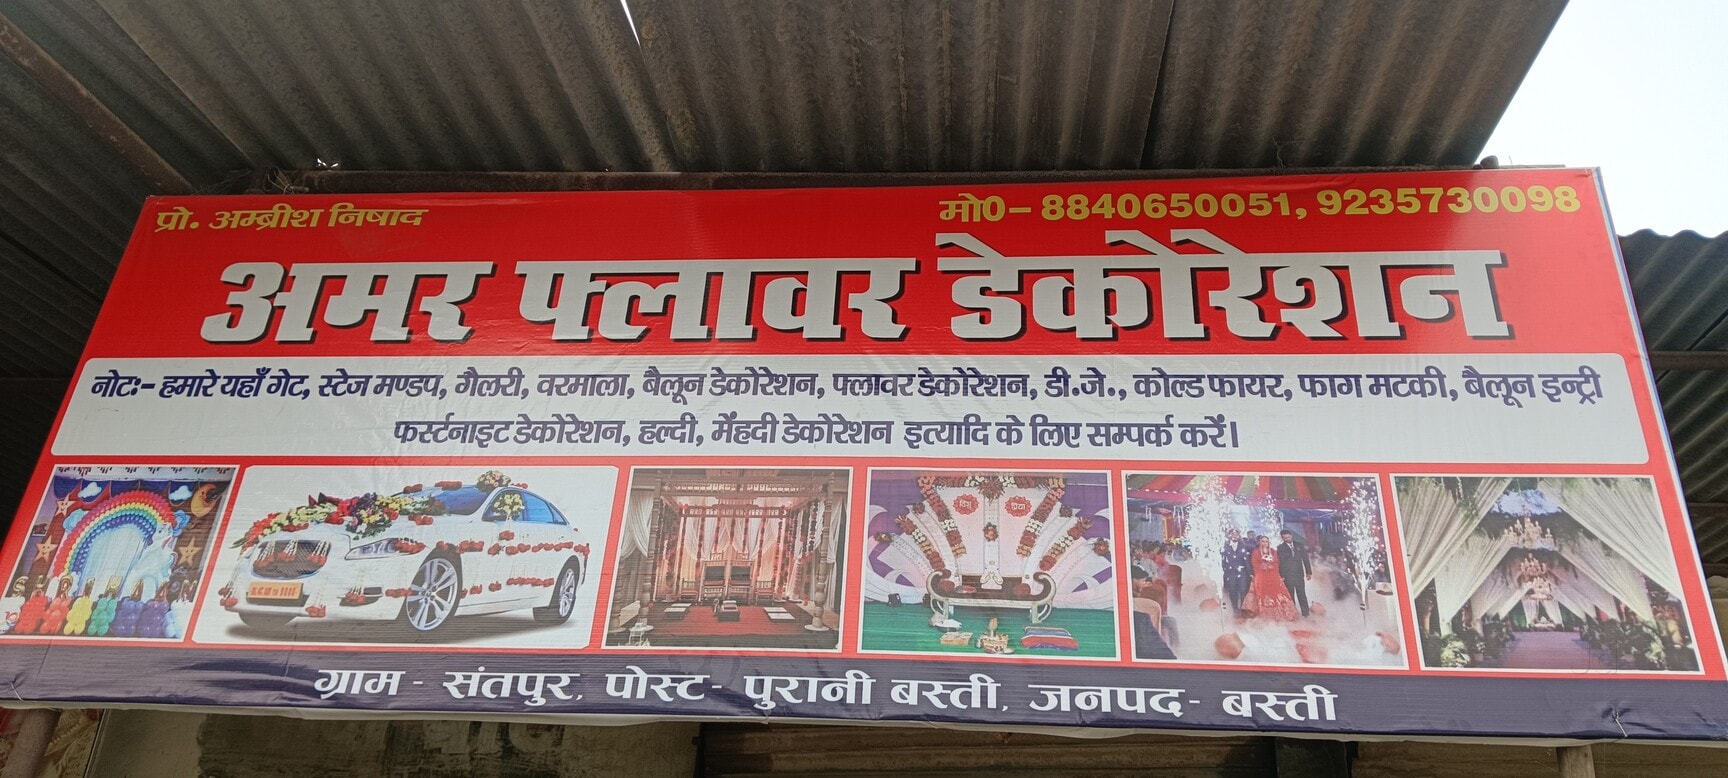 प्रो. अम्ब्रीश निषाद
मो0- 8840650051, 9235730098
अमर फ्लावर डेकोरेशन
नोटः- हमारे यहाँ गेट, स्टेज मण्डप, गैलरी, वरमाला, बैलून डेकोरेशन, फ्लावर डेकोरेशन, डी.जे., कोल्ड फायर, फाग मटकी, बैलून इन्ट्री
फर्स्टनाइट डेकोरेशन, हल्दी, मेंहदी डेकोरेशन इत्यादि के लिए सम्पर्क करें।
ग्राम - संतपुर, पोस्ट- पुरानी बस्ती, जनपद- बस्ती